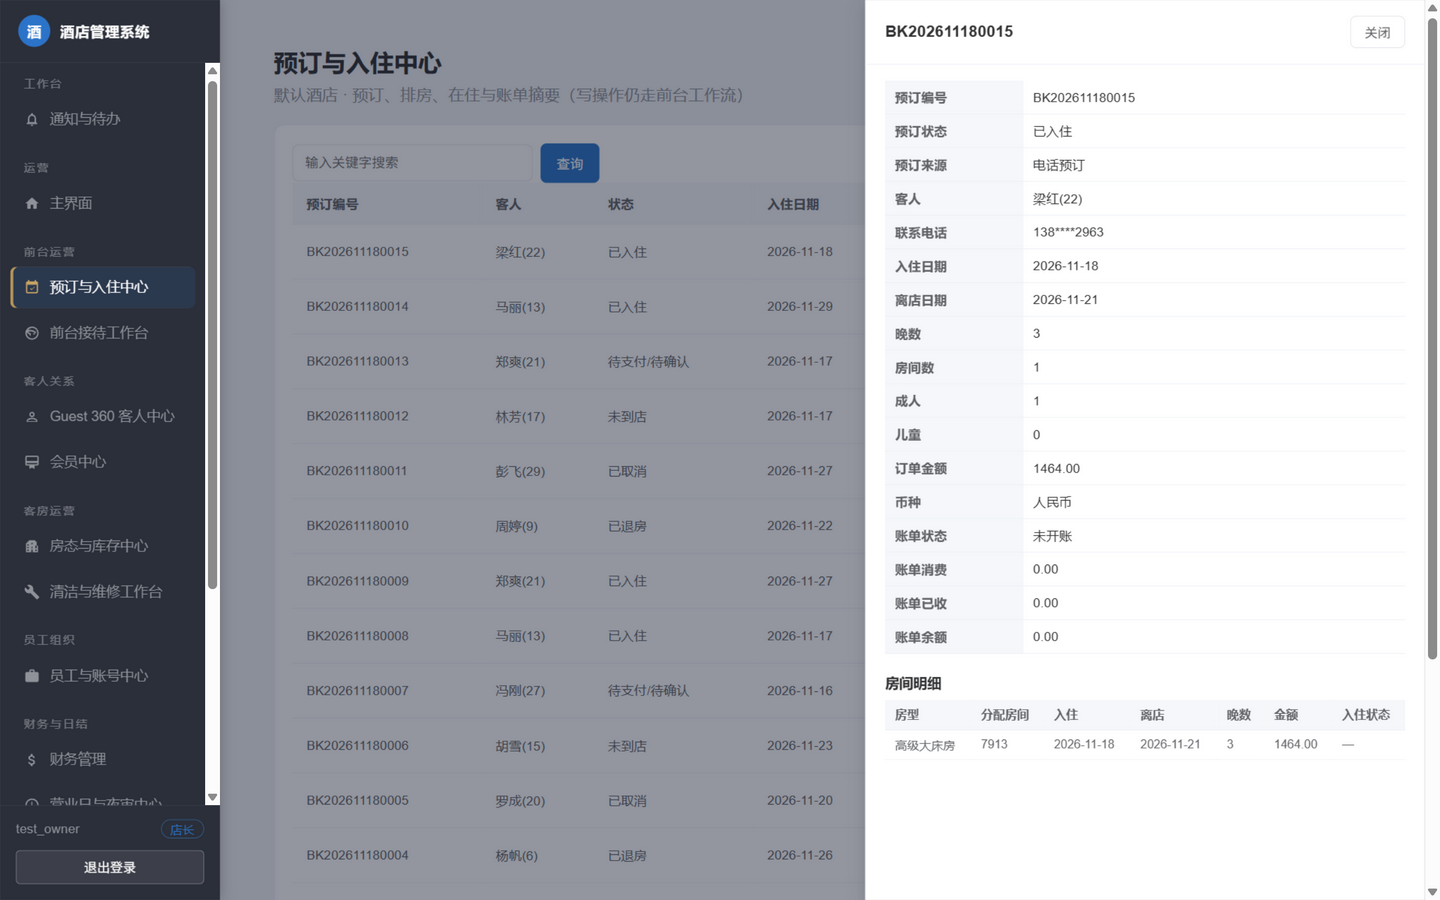 酒 酒店管理系统
工作台
通知与待办
运营
主界面
前台运营
预订与入住中心
前台接待工作台
客人关系
Guest 360 客人中心
会员中心
客房运营
房态与库存中心
清洁与维修工作台
员工组织
员工与账号中心
财务与日结
财务管理
营业日与夜审中心
test_owner 店长
退出登录
预订与入住中心
默认酒店 · 预订、排房、在住与账单摘要（写操作仍走前台工作流）
输入关键字搜索 查询
预订编号 客人 状态 入住日期
BK202611180015 梁红(22) 已入住 2026-11-18
BK202611180014 马丽(13) 已入住 2026-11-29
BK202611180013 郑爽(21) 待支付/待确认 2026-11-17
BK202611180012 林芳(17) 未到店 2026-11-17
BK202611180011 彭飞(29) 已取消 2026-11-27
BK202611180010 周婷(9) 已退房 2026-11-22
BK202611180009 郑爽(21) 已入住 2026-11-27
BK202611180008 马丽(13) 已入住 2026-11-17
BK202611180007 冯刚(27) 待支付/待确认 2026-11-16
BK202611180006 胡雪(15) 未到店 2026-11-23
BK202611180005 罗成(20) 已取消 2026-11-20
BK202611180004 杨帆(6) 已退房 2026-11-26
BK202611180015 关闭
预订编号 BK202611180015
预订状态 已入住
预订来源 电话预订
客人 梁红(22)
联系电话 138****2963
入住日期 2026-11-18
离店日期 2026-11-21
晚数 3
房间数 1
成人 1
儿童 0
订单金额 1464.00
币种 人民币
账单状态 未开账
账单消费 0.00
账单已收 0.00
账单余额 0.00
房间明细
房型 分配房间 入住 离店 晚数 金额 入住状态
高级大床房 7913 2026-11-18 2026-11-21 3 1464.00 —